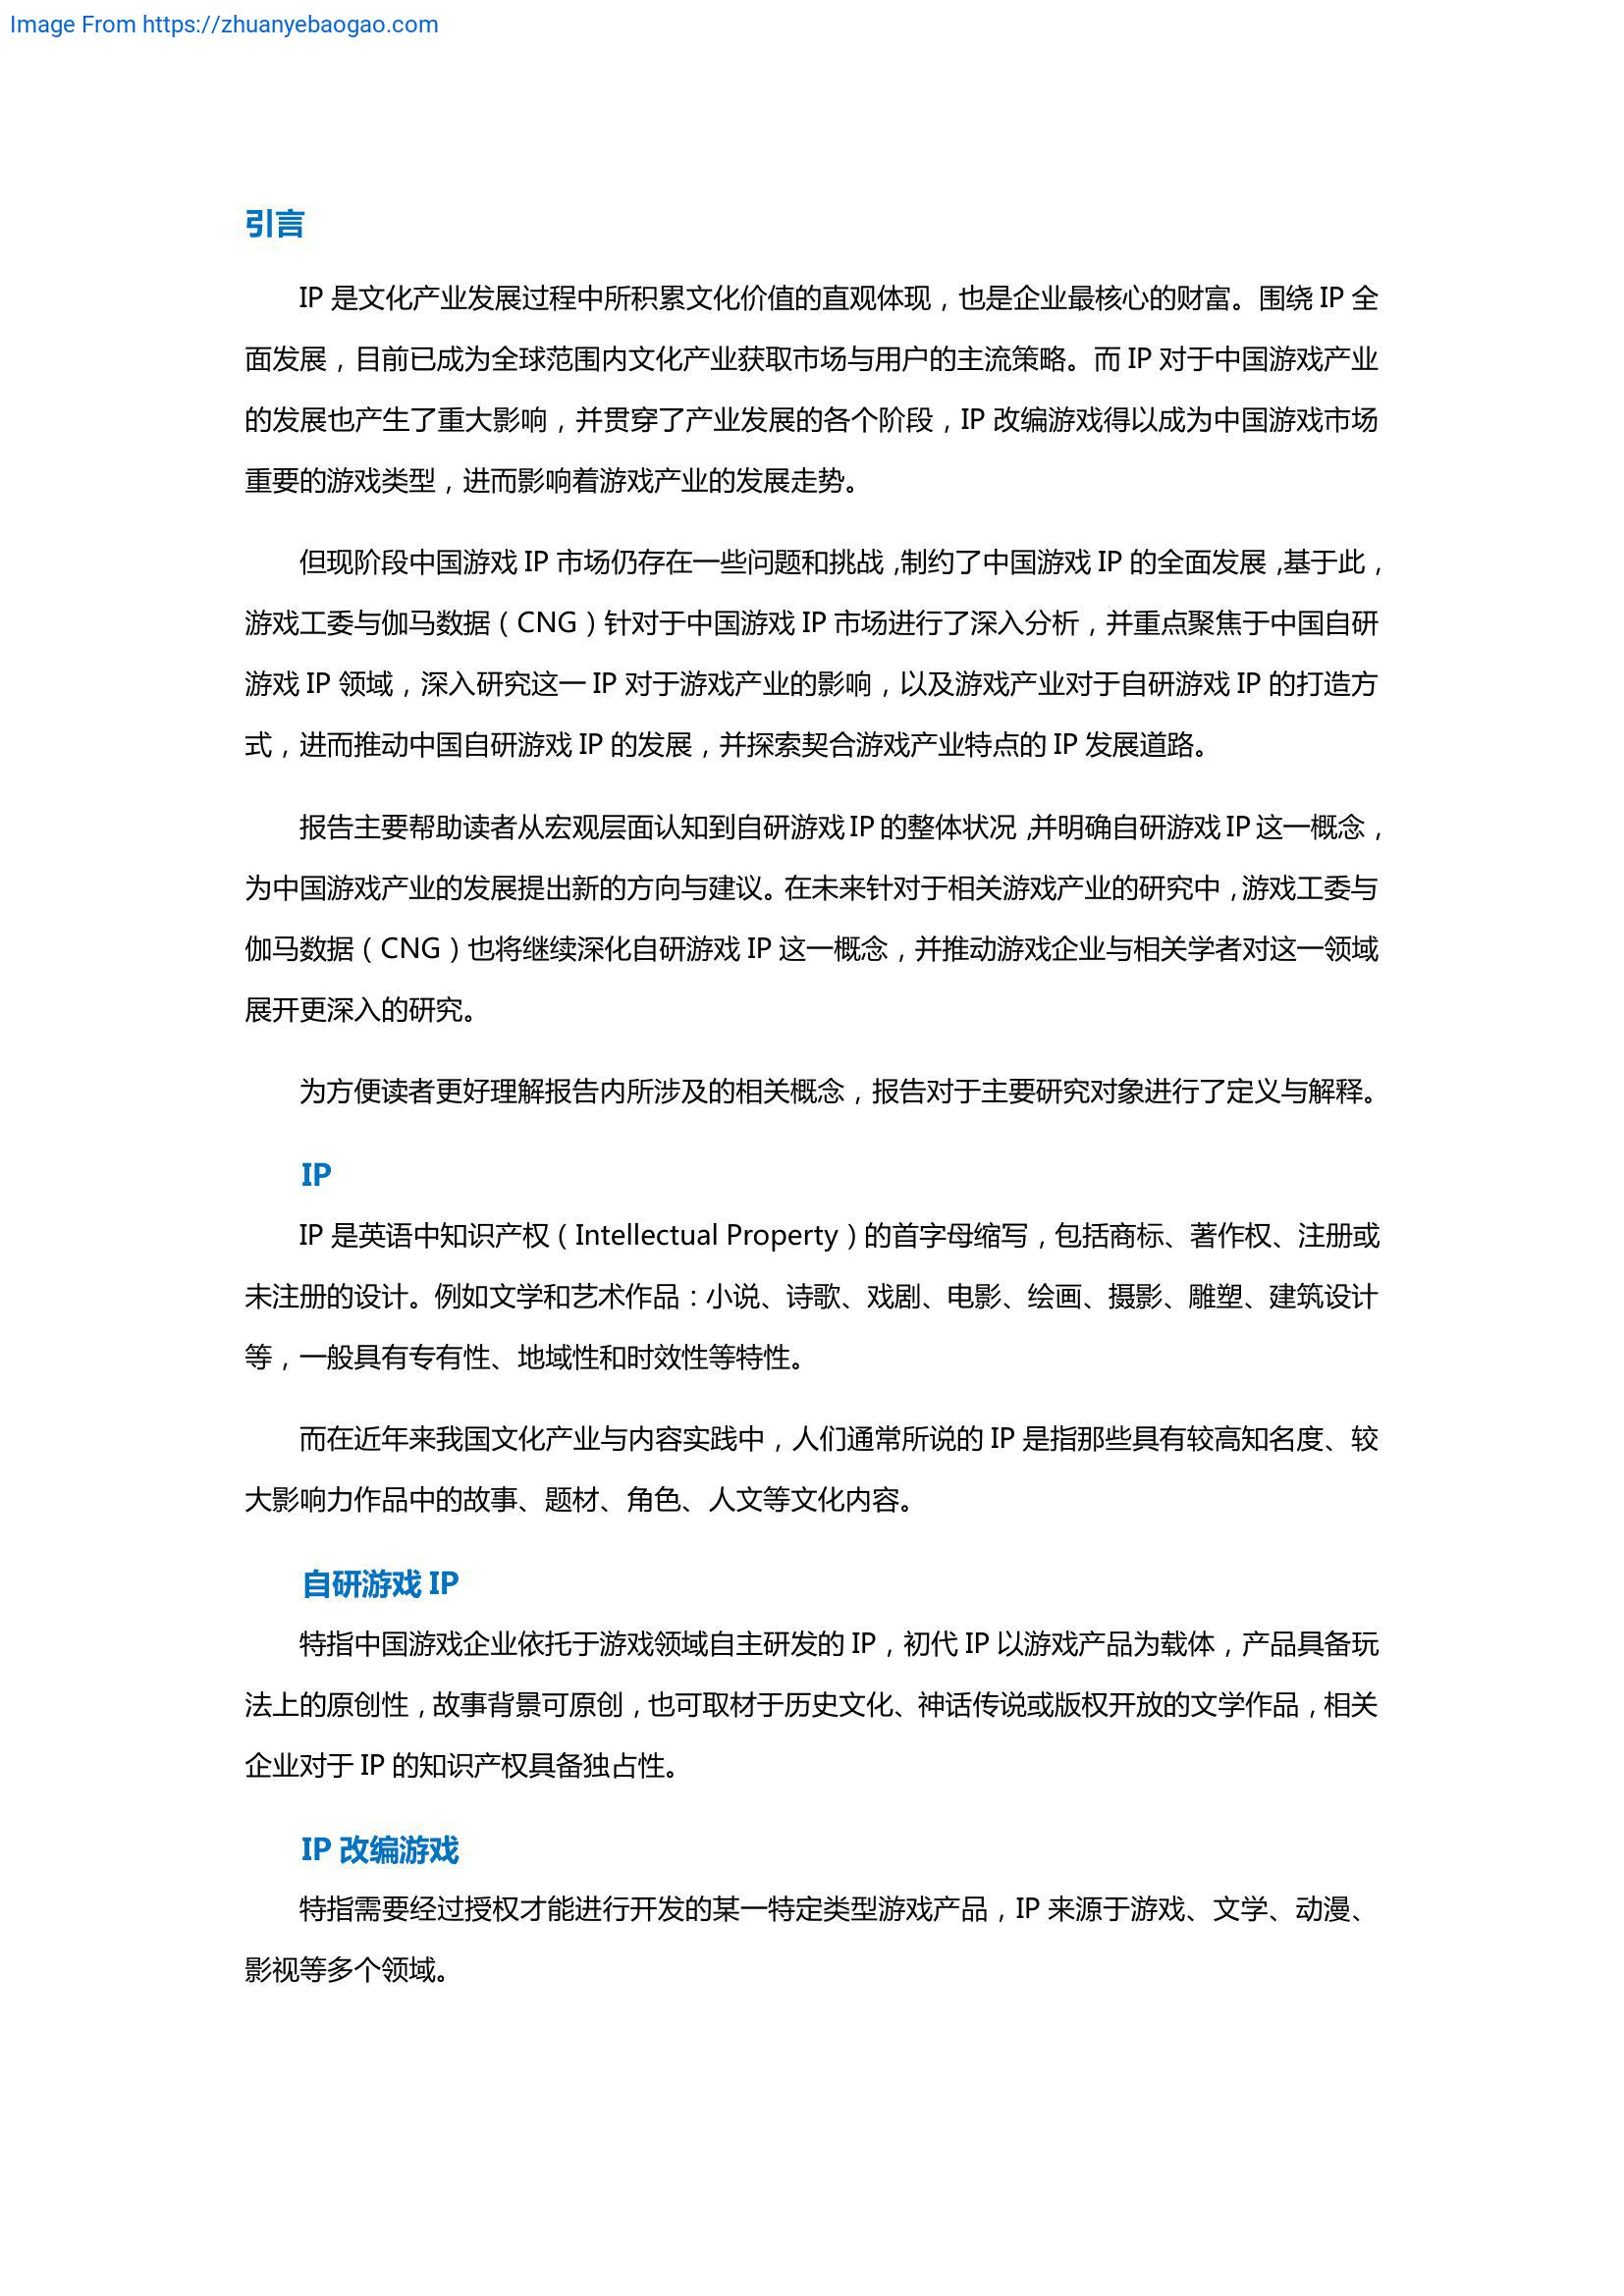 Image From https://zhuanyebaogao.com
引言
IP 是文化产业发展过程中所积累文化价值的直观体现，也是企业最核心的财富。围绕 IP 全
面发展，目前已成为全球范围内文化产业获取市场与用户的主流策略。而 IP 对于中国游戏产业
的发展也产生了重大影响，并贯穿了产业发展的各个阶段，IP 改编游戏得以成为中国游戏市场
重要的游戏类型，进而影响着游戏产业的发展走势。
但现阶段中国游戏 IP 市场仍存在一些问题和挑战，制约了中国游戏 IP 的全面发展，基于此，
游戏工委与伽马数据（CNG）针对于中国游戏 IP 市场进行了深入分析，并重点聚焦于中国自研
游戏 IP 领域，深入研究这一 IP 对于游戏产业的影响，以及游戏产业对于自研游戏 IP 的打造方
式，进而推动中国自研游戏 IP 的发展，并探索契合游戏产业特点的 IP 发展道路。
报告主要帮助读者从宏观层面认知到自研游戏 IP 的整体状况，并明确自研游戏 IP 这一概念，
为中国游戏产业的发展提出新的方向与建议。在未来针对于相关游戏产业的研究中，游戏工委与
伽马数据（CNG）也将继续深化自研游戏 IP 这一概念，并推动游戏企业与相关学者对这一领域
展开更深入的研究。
为方便读者更好理解报告内所涉及的相关概念，报告对于主要研究对象进行了定义与解释。
IP
IP 是英语中知识产权（Intellectual Property）的首字母缩写，包括商标、著作权、注册或
未注册的设计。例如文学和艺术作品：小说、诗歌、戏剧、电影、绘画、摄影、雕塑、建筑设计
等，一般具有专有性、地域性和时效性等特性。
而在近年来我国文化产业与内容实践中，人们通常所说的 IP 是指那些具有较高知名度、较
大影响力作品中的故事、题材、角色、人文等文化内容。
自研游戏 IP
特指中国游戏企业依托于游戏领域自主研发的 IP，初代 IP 以游戏产品为载体，产品具备玩
法上的原创性，故事背景可原创，也可取材于历史文化、神话传说或版权开放的文学作品，相关
企业对于 IP 的知识产权具备独占性。
IP 改编游戏
特指需要经过授权才能进行开发的某一特定类型游戏产品，IP 来源于游戏、文学、动漫、
影视等多个领域。